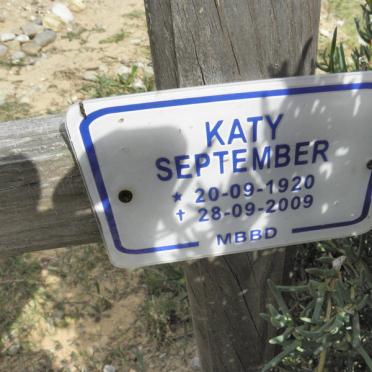 KATY
SEPTEMBER
★ 20-09-1920
✝ 28-09-2009
MBBD